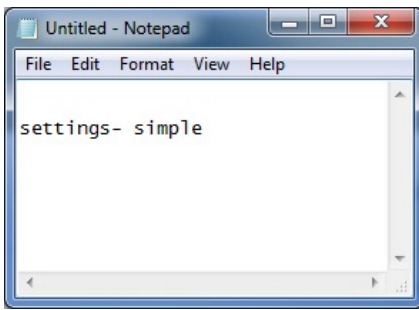 Untitled - Notepad
File Edit Format View Help
settings- simple